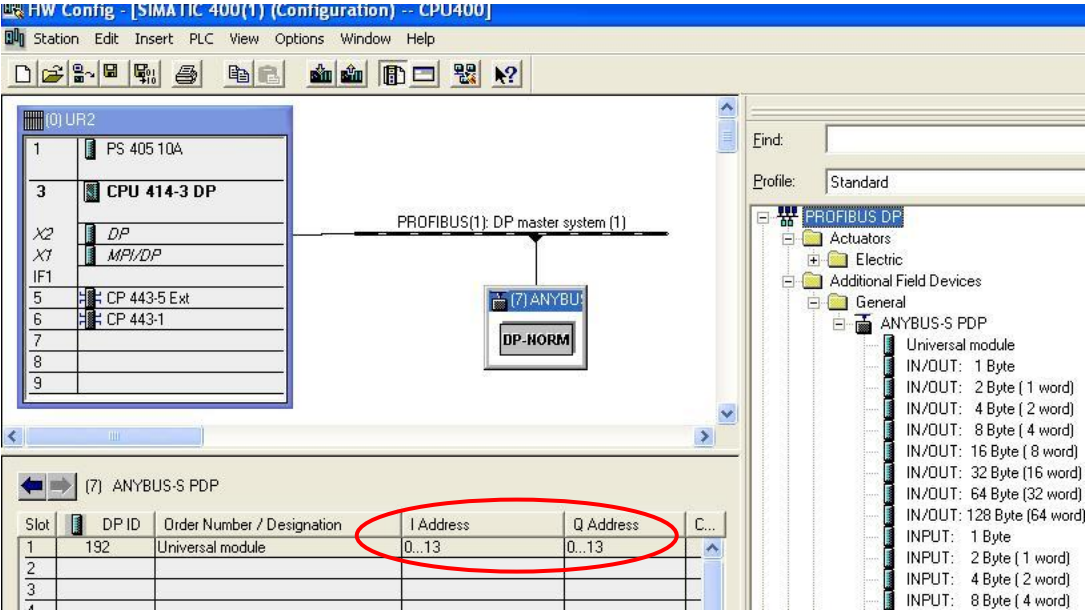 HW Config - [SIMATIC 400(1) (Configuration) -- CPU400]
Station Edit Insert PLC View Options Window Help
(0) UR2
1 PS 405 10A
3 CPU 414-3 DP
X2 DP
X1 MPI/DP
IF1
5 CP 443-5 Ext
6 CP 443-1
7
8
9
PROFIBUS(1): DP master system (1)
(7) ANYBU
DP-NORM
Find:
Profile: Standard
PROFIBUS DP
Actuators
Electric
Additional Field Devices
General
ANYBUS-S PDP
Universal module
IN/OUT: 1 Byte
IN/OUT: 2 Byte ( 1 word)
IN/OUT: 4 Byte ( 2 word)
IN/OUT: 8 Byte ( 4 word)
IN/OUT: 16 Byte ( 8 word)
IN/OUT: 32 Byte (16 word)
IN/OUT: 64 Byte (32 word)
IN/OUT: 128 Byte (64 word)
INPUT: 1 Byte
INPUT: 2 Byte ( 1 word)
INPUT: 4 Byte ( 2 word)
INPUT: 8 Byte ( 4 word)
(7) ANYBUS-S PDP
Slot DP ID Order Number / Designation I Address Q Address C...
1 192 Universal module 0...13 0...13
2
3